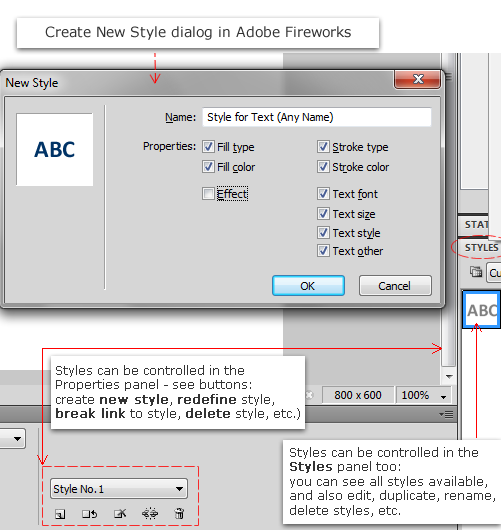 Create New Style dialog in Adobe Fireworks
New Style
ABC
Name: Style for Text (Any Name)
Properties: Fill type Stroke type
Fill color Stroke color
Effect Text font
Text size
Text style
Text other
OK Cancel
STAT
STYLES
Cu
ABC
Styles can be controlled in the
Properties panel - see buttons:
create new style, redefine style,
break link to style, delete style, etc.)
800 x 600 100%
Style No. 1
Styles can be controlled in the
Styles panel too:
you can see all styles available,
and also edit, duplicate, rename,
delete styles, etc.